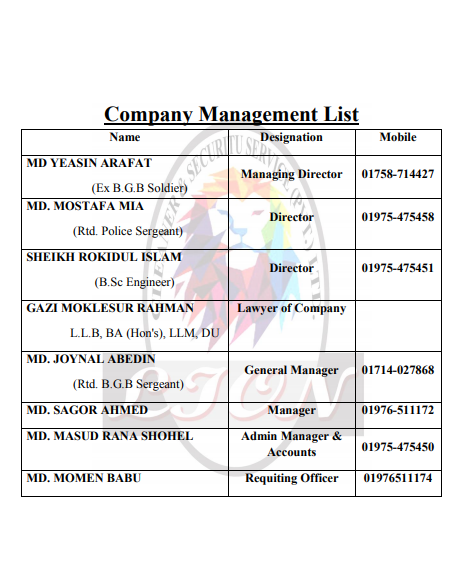 Company Management List
Name Designation Mobile
MD YEASIN ARAFAT
(Ex B.G.B Soldier)
Managing Director 01758-714427
MD. MOSTAFA MIA
(Rtd. Police Sergeant)
Director 01975-475458
SHEIKH ROKIDUL ISLAM
(B.Sc Engineer)
Director 01975-475451
GAZI MOKLESUR RAHMAN
L.L.B, BA (Hon's), LLM, DU
Lawyer of Company
MD. JOYNAL ABEDIN
(Rtd. B.G.B Sergeant)
General Manager 01714-027868
MD. SAGOR AHMED Manager 01976-511172
MD. MASUD RANA SHOHEL
Admin Manager &
Accounts
01975-475450
MD. MOMEN BABU Requiting Officer 01976511174
LION